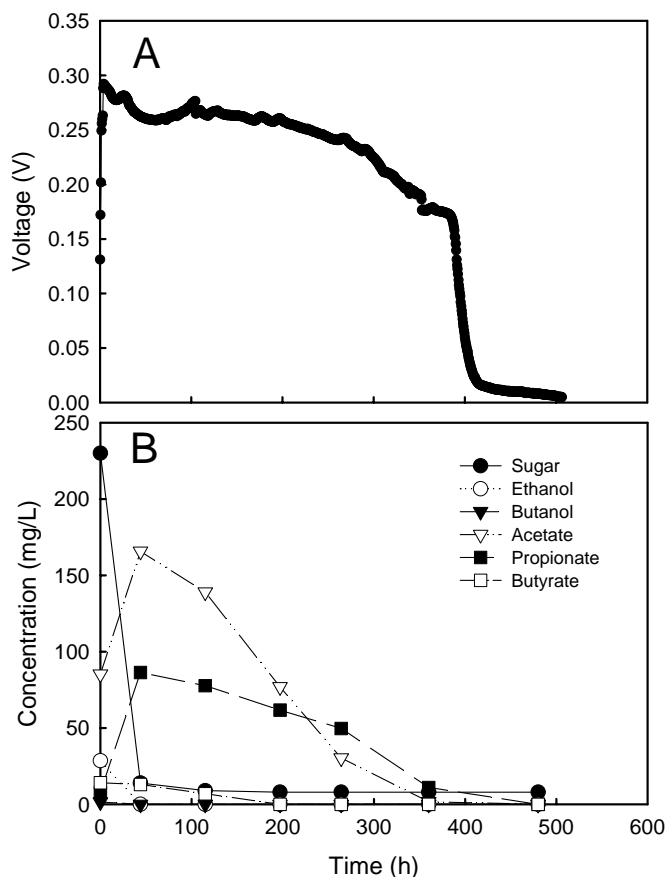 A
0.35
0.30
0.25
0.20
0.15
0.10
0.05
0.00
Voltage (V)
B
250
200
150
100
50
0
Concentration (mg/L)
Sugar
Ethanol
Butanol
Acetate
Propionate
Butyrate
0 100 200 300 400 500 600
Time (h)